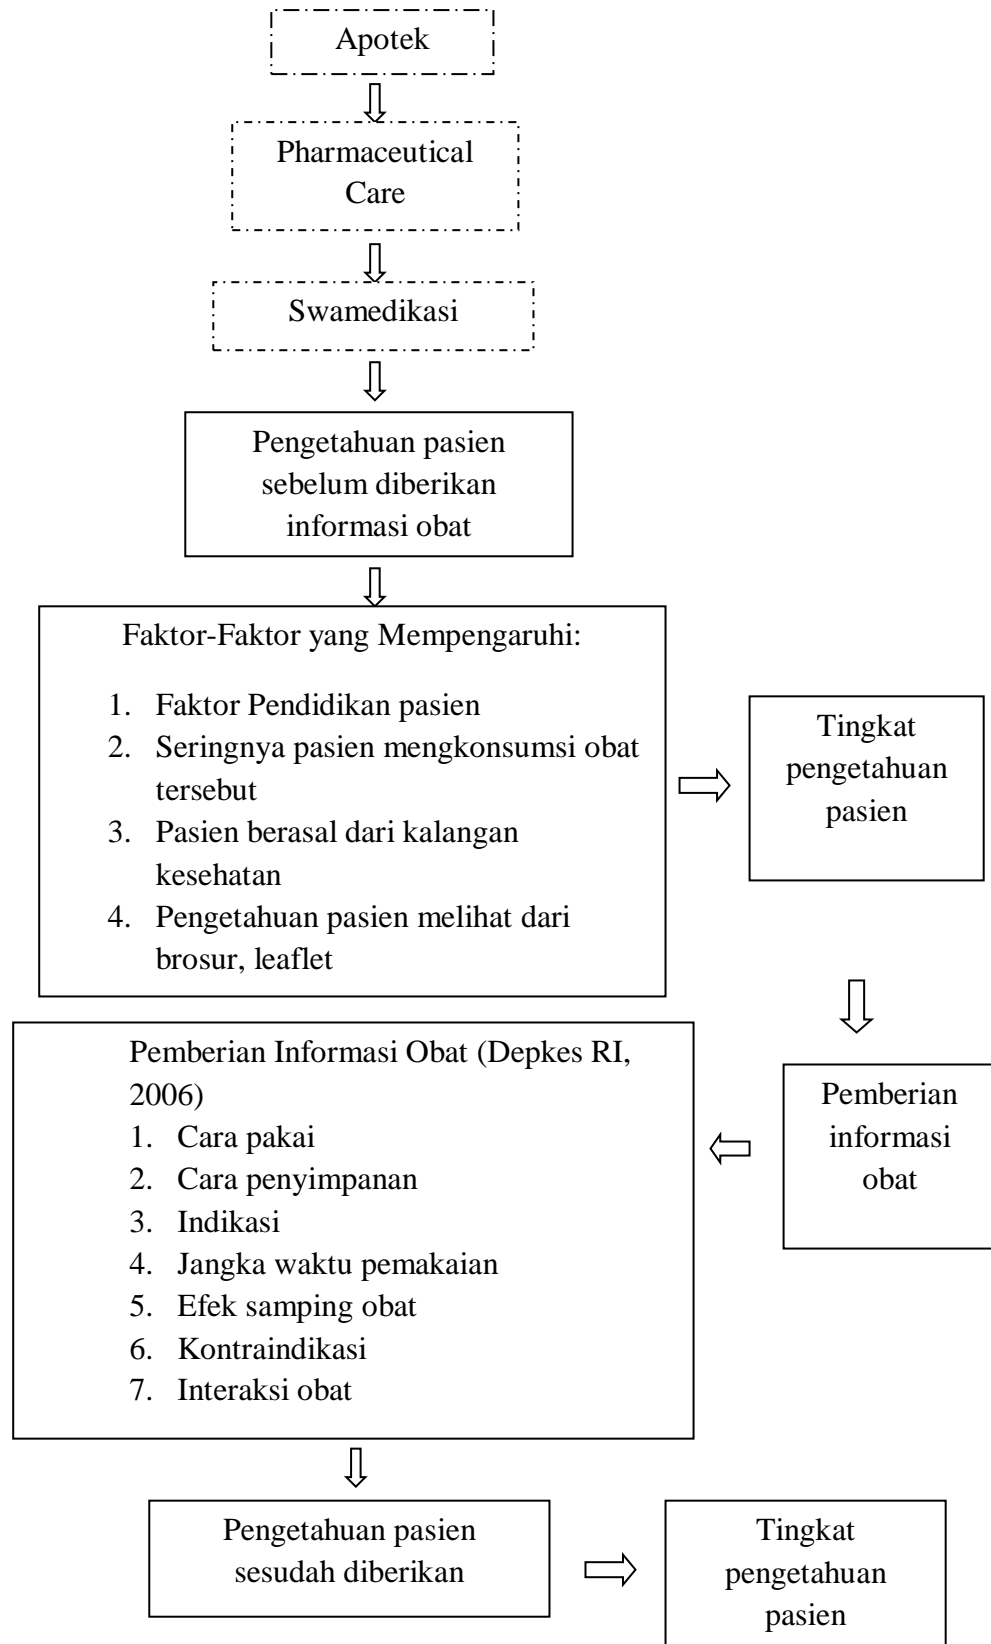 Apotek
Pharmaceutical
Care
Swamedikasi
Pengetahuan pasien
sebelum diberikan
informasi obat
Faktor-Faktor yang Mempengaruhi:
1. Faktor Pendidikan pasien
2. Seringnya pasien mengkonsumsi obat
tersebut
3. Pasien berasal dari kalangan
kesehatan
4. Pengetahuan pasien melihat dari
brosur, leaflet
Tingkat
pengetahuan
pasien
Pemberian
informasi
obat
Pemberian Informasi Obat (Depkes RI,
2006)
1. Cara pakai
2. Cara penyimpanan
3. Indikasi
4. Jangka waktu pemakaian
5. Efek samping obat
6. Kontraindikasi
7. Interaksi obat
Pengetahuan pasien
sesudah diberikan
Tingkat
pengetahuan
pasien